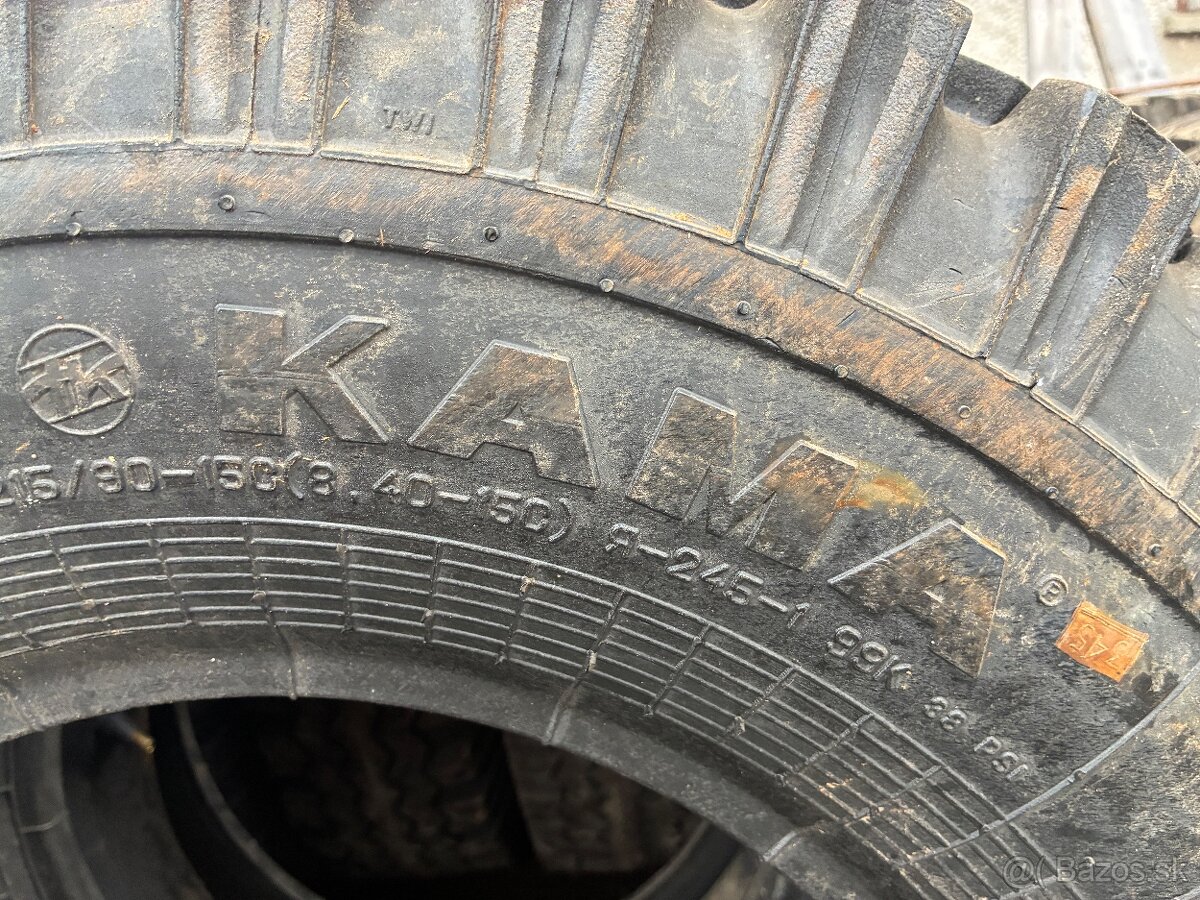 TWI
KAMA ®
215/90-15C(8.40-15C) Я-245-1 99K 38 PSI
@( Bazos.sk